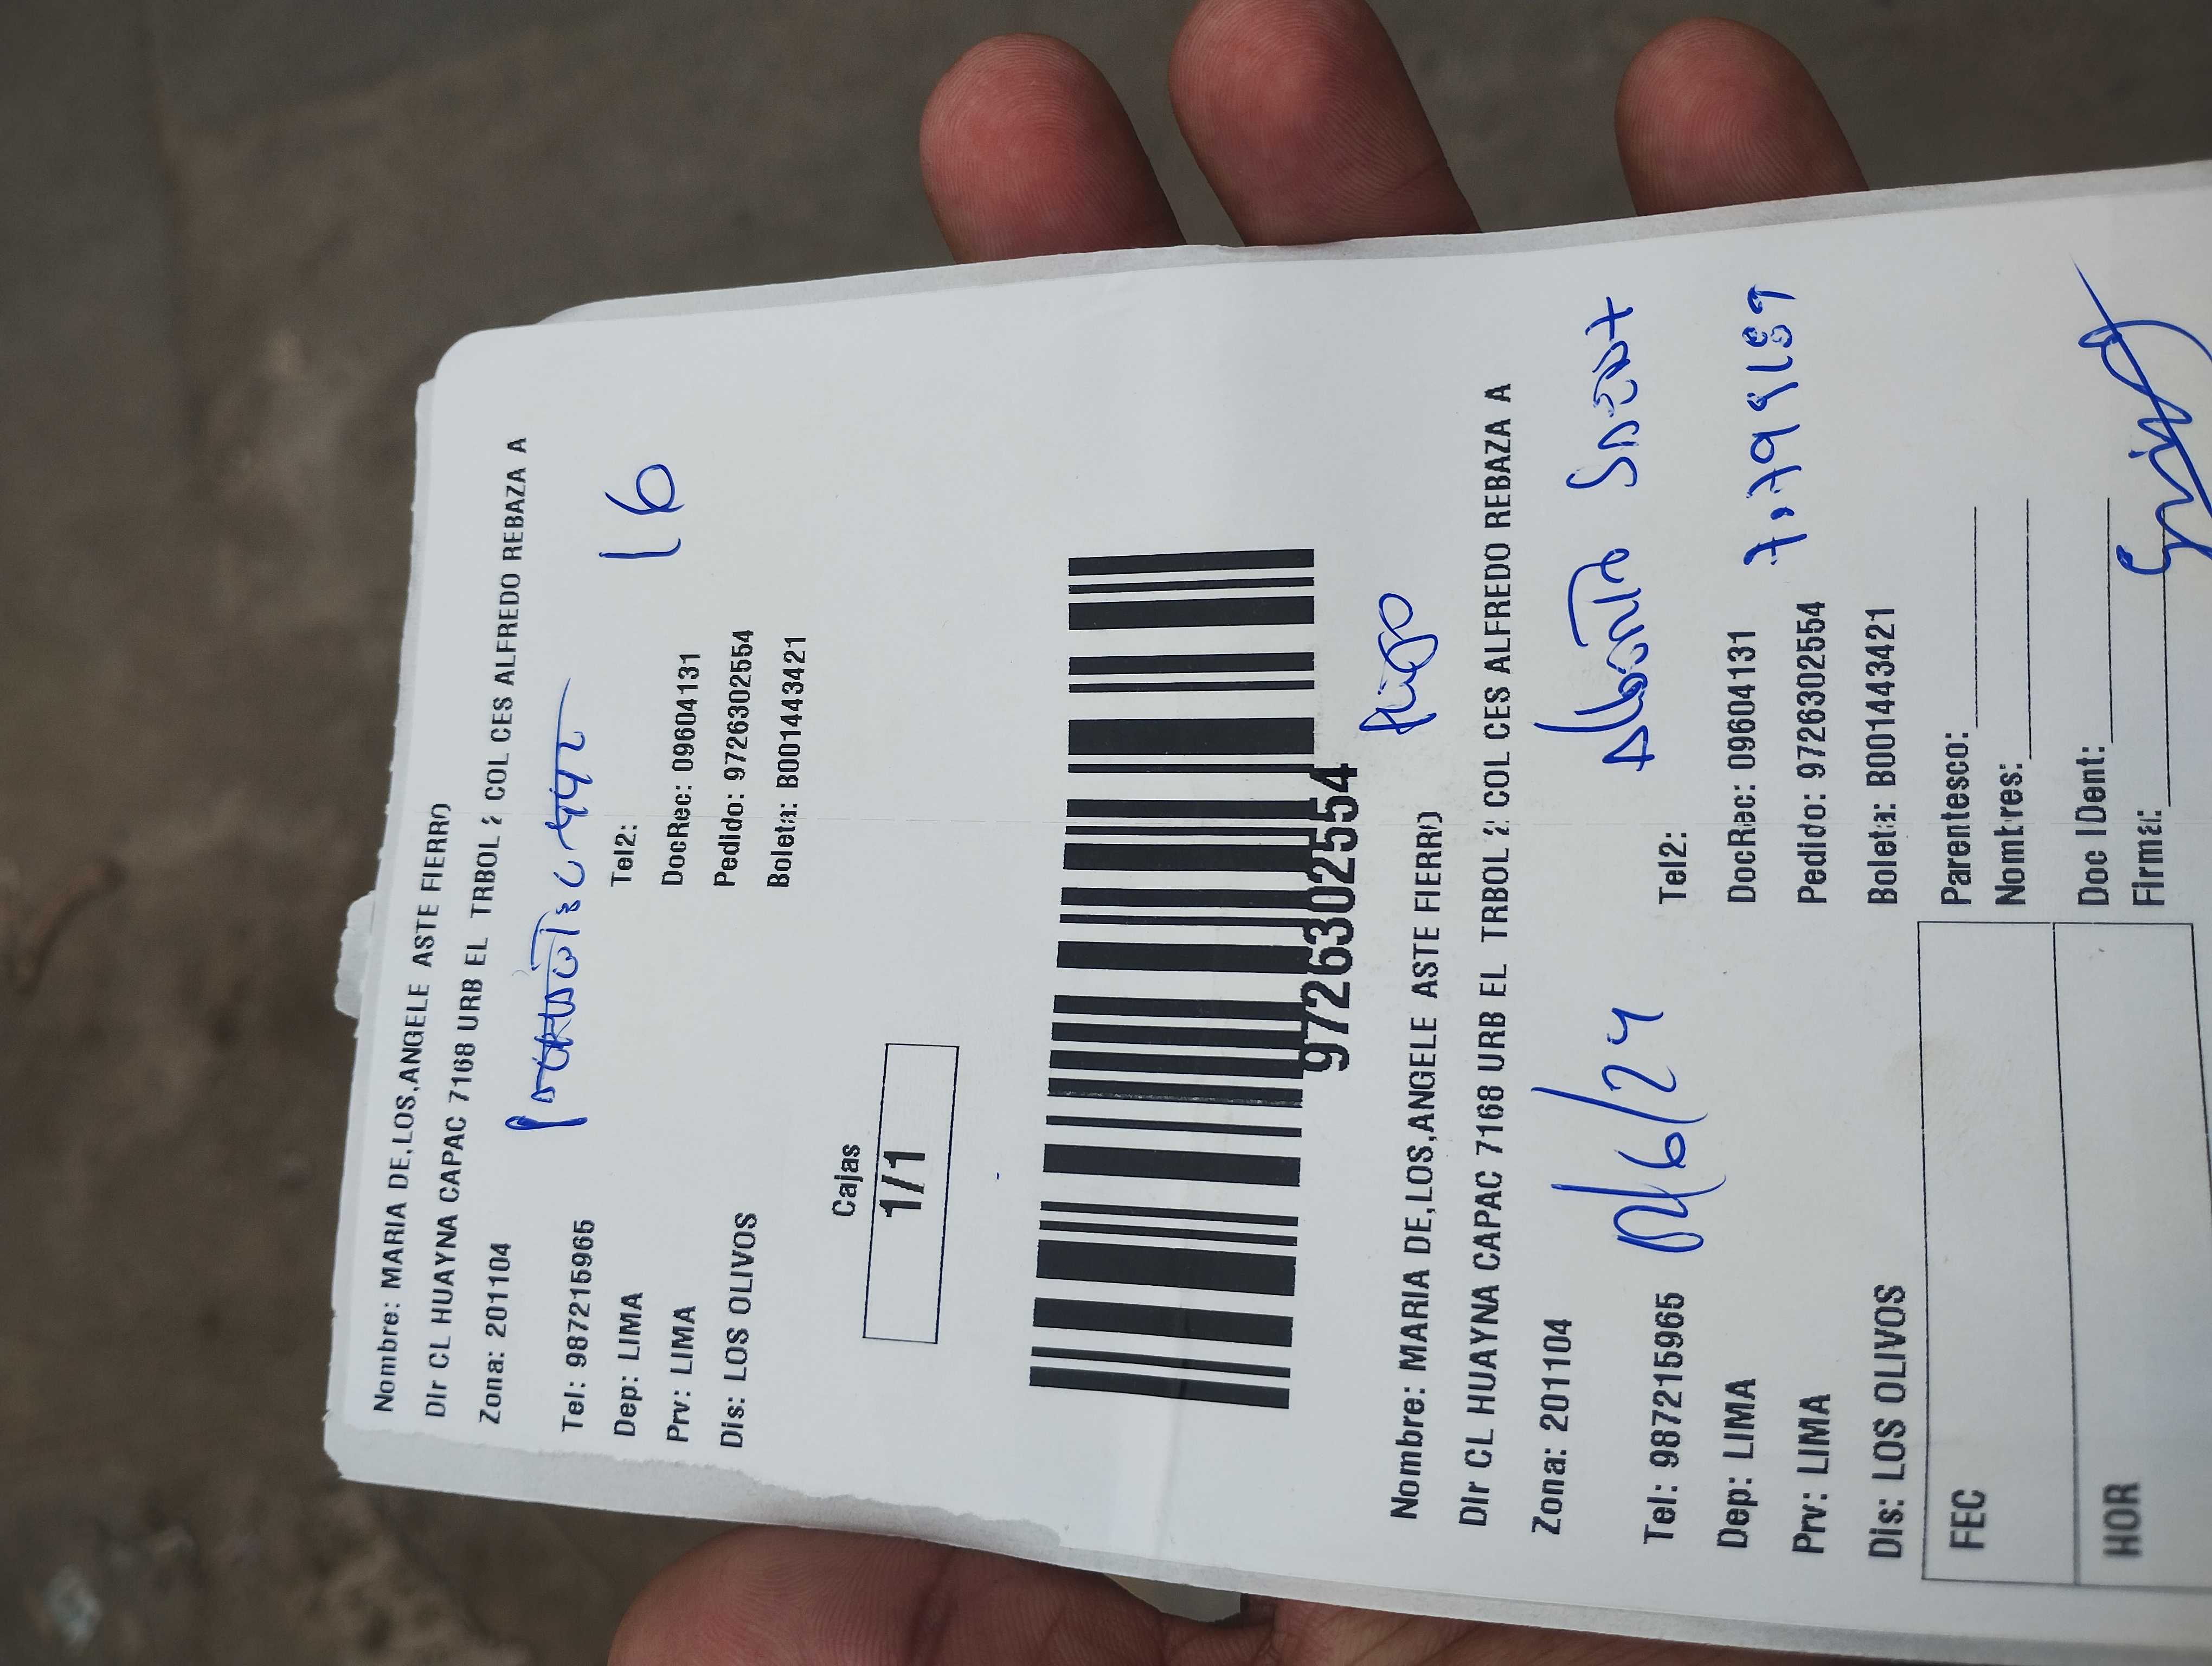 Nombre: MARIA DE,LOS,ANGELE ASTE FIERRO
Dir CL HUAYNA CAPAC 7168 URB EL TRBOL 2 COL CES ALFREDO REBAZA A
Zona: 201104
Tel: 987215965 Tel2: 16
Dep: LIMA DocRec: 09604131
Prv: LIMA Pedido: 9726302554
Dis: LOS OLIVOS Boleta: B001443421
Cajas
1/1
9726302554
Hugo
Nombre: MARIA DE,LOS,ANGELE ASTE FIERRO
Dir CL HUAYNA CAPAC 7168 URB EL TRBOL 2 COL CES ALFREDO REBAZA A
Zona: 201104
Tel: 987215965 Tel2:
Dep: LIMA DocRec: 09604131
Prv: LIMA Pedido: 9726302554
Dis: LOS OLIVOS Boleta: B001443421
FEC Parentesco:
Nombres:
HOR Doc IDent:
Firma: